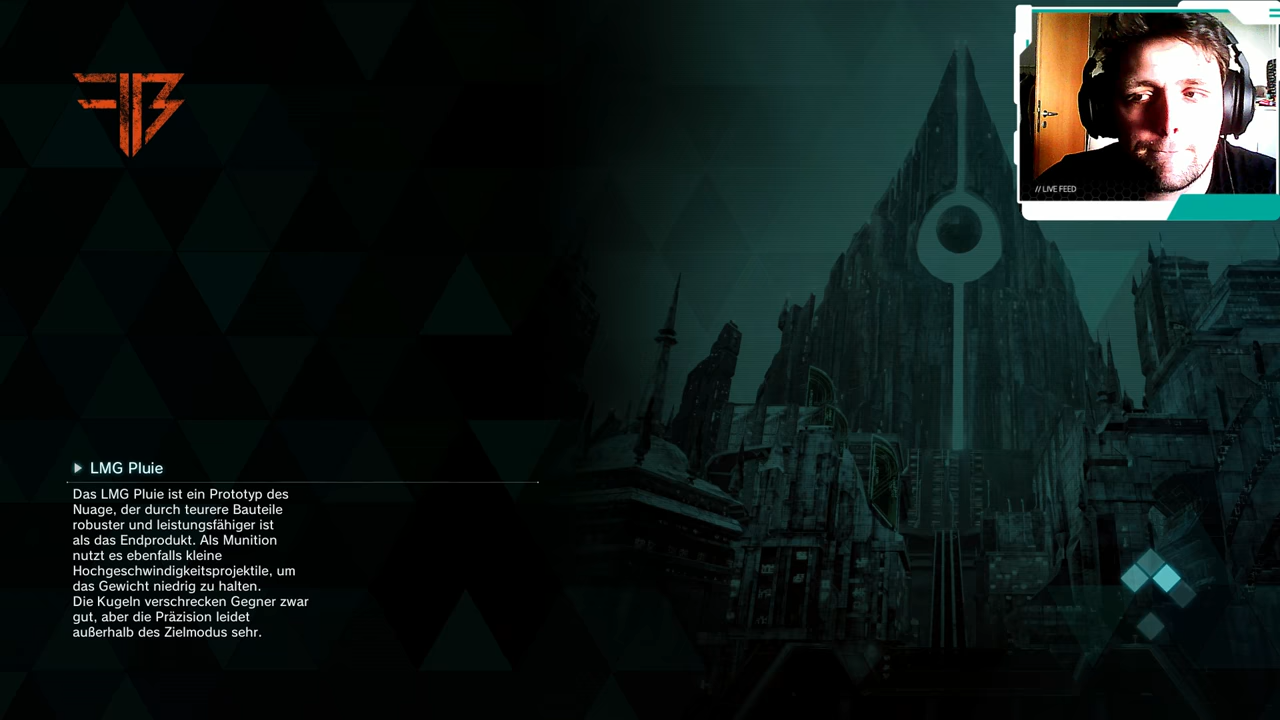 LMG Pluie
Das LMG Pluie ist ein Prototyp des
Nuage, der durch teurere Bauteile
robuster und leistungsfähiger ist
als das Endprodukt. Als Munition
nutzt es ebenfalls kleine
Hochgeschwindigkeitsprojektile, um
das Gewicht niedrig zu halten.
Die Kugeln verschrecken Gegner zwar
gut, aber die Präzision leidet
außerhalb des Zielmodus sehr.
// LIVE FEED